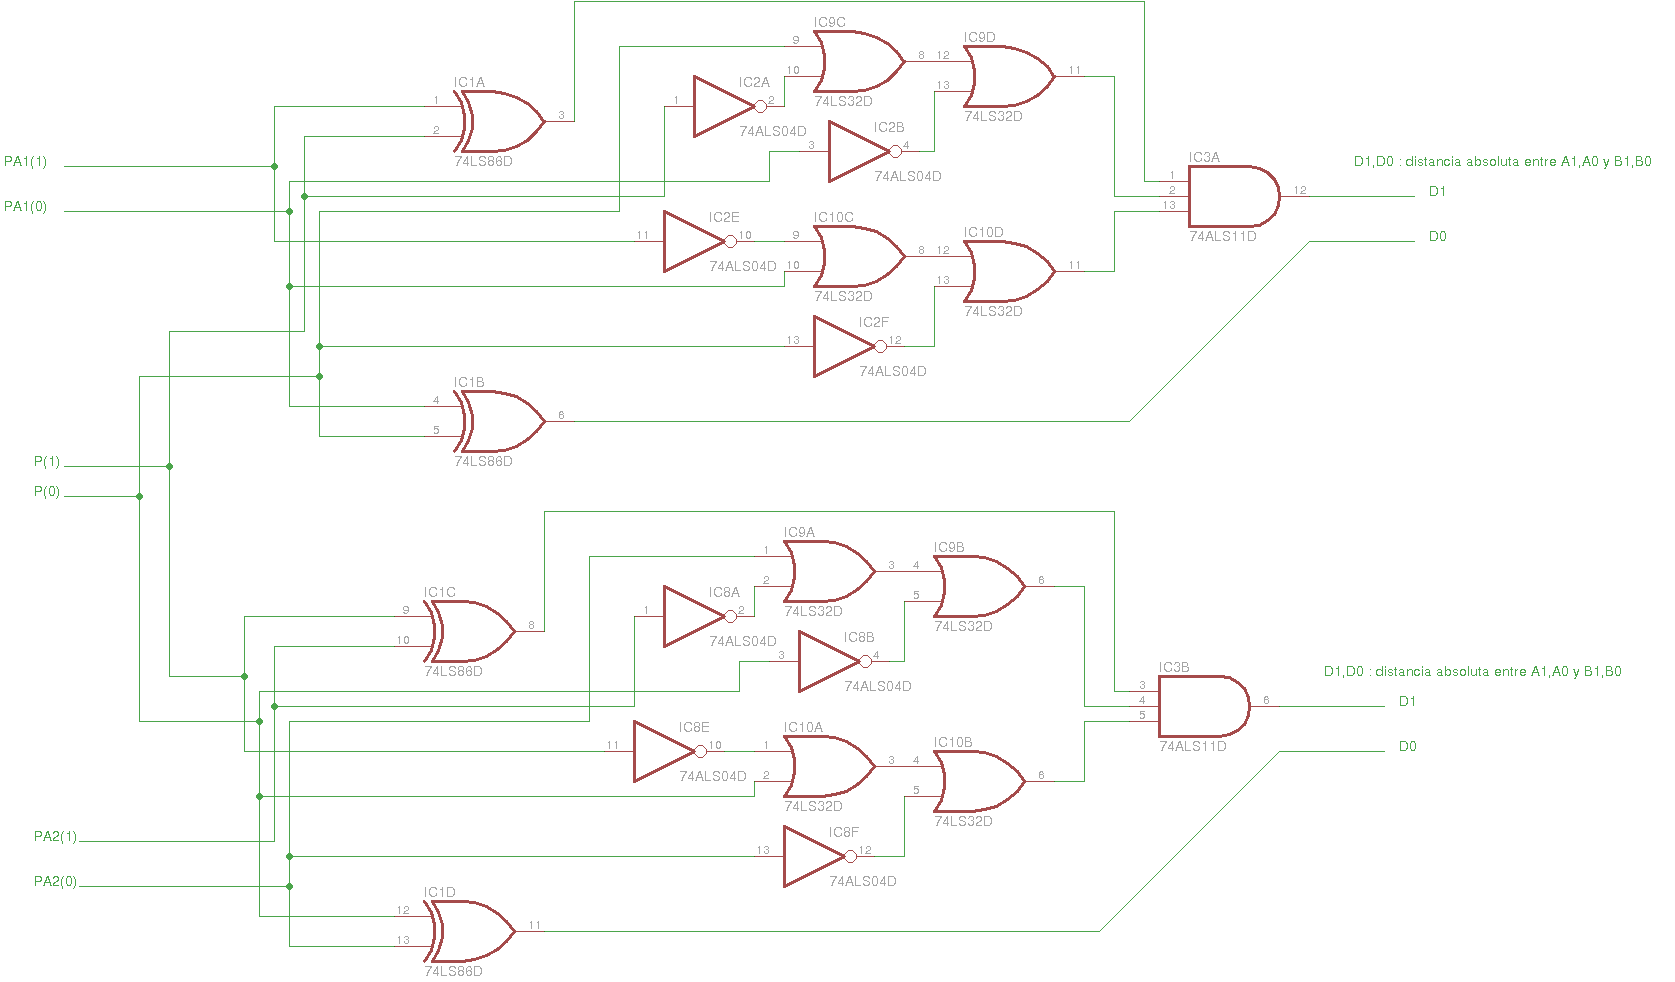 IC9C
9
8
12
IC9D
11
10
74LS32D
13
74LS32D
IC1A
1
2
3
74LS86D
IC2A
1
2
74ALS04D
IC2B
3
4
74ALS04D
PA1(1)
PA1(0)
IC3A
1
2
13
12
74ALS11D
D1,D0 : distancia absoluta entre A1,A0 y B1,B0
D1
D0
IC2E
11
10
74ALS04D
IC10C
9
10
8
74LS32D
IC10D
12
13
11
74LS32D
IC2F
13
12
74ALS04D
IC1B
4
5
6
74LS86D
P(1)
P(0)
IC9A
1
2
3
74LS32D
IC9B
4
5
6
74LS32D
IC1C
9
10
8
74LS86D
IC8A
1
2
74ALS04D
IC8B
3
4
74ALS04D
IC3B
3
4
5
6
74ALS11D
D1,D0 : distancia absoluta entre A1,A0 y B1,B0
D1
D0
IC8E
11
10
74ALS04D
IC10A
1
2
3
74LS32D
IC10B
4
5
6
74LS32D
IC8F
13
12
74ALS04D
PA2(1)
PA2(0)
IC1D
12
13
11
74LS86D